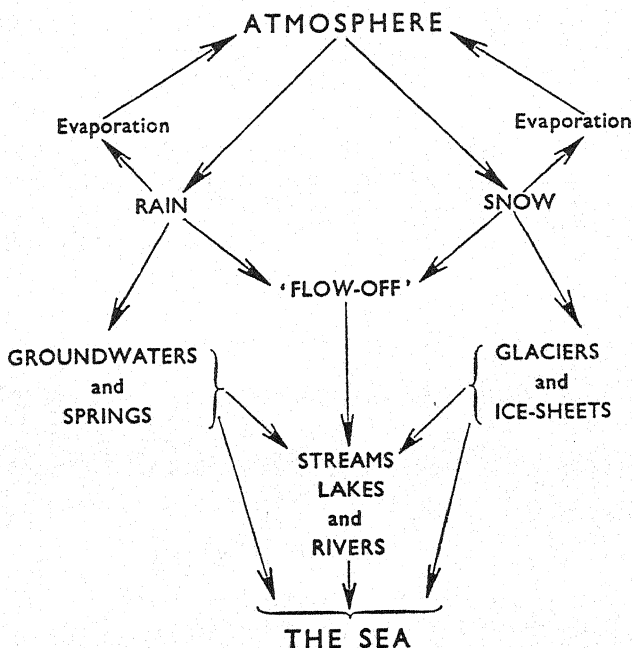 ATMOSPHERE
Evaporation
Evaporation
RAIN
SNOW
‘FLOW-OFF’
GROUNDWATERS
and
SPRINGS
GLACIERS
and
ICE-SHEETS
STREAMS
LAKES
and
RIVERS
THE SEA